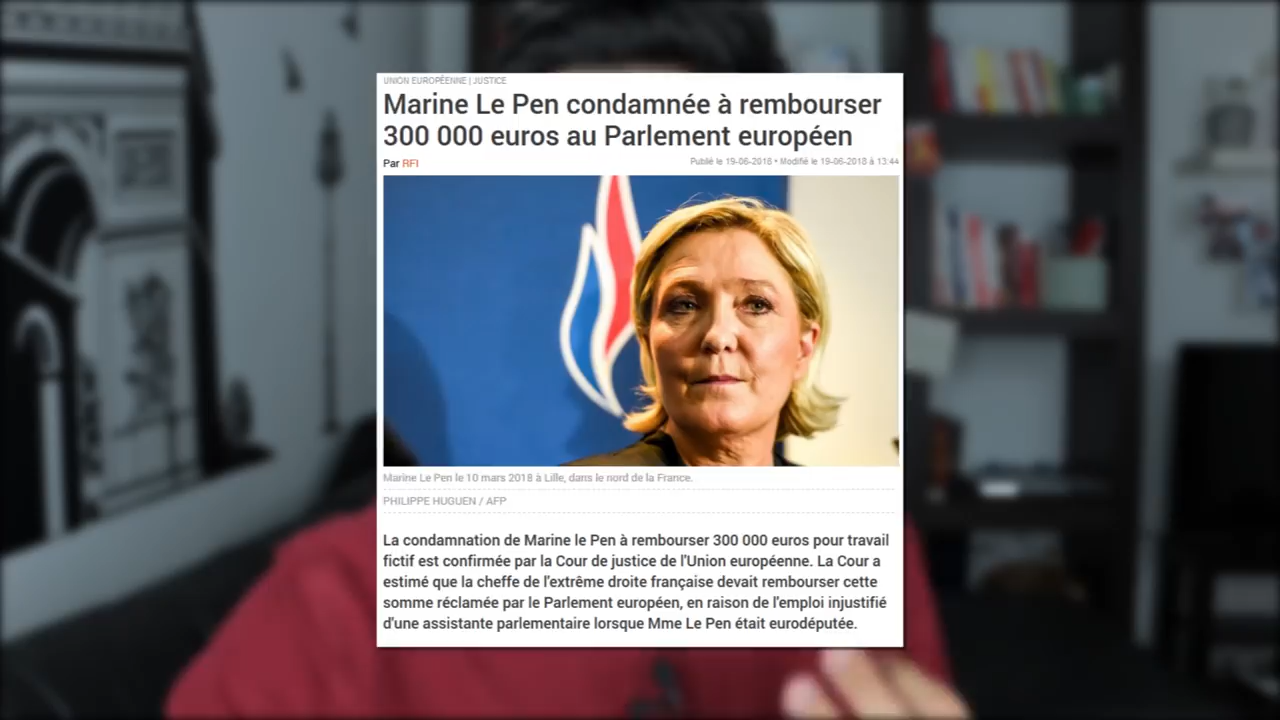 UNION EUROPÉENNE | JUSTICE
Marine Le Pen condamnée à rembourser
300 000 euros au Parlement européen
Par RFI
Publié le 19-06-2018 • Modifié le 19-06-2018 à 13:44
Marine Le Pen le 10 mars 2018 à Lille, dans le nord de la France.
PHILIPPE HUGUEN / AFP
La condamnation de Marine le Pen à rembourser 300 000 euros pour travail
fictif est confirmée par la Cour de justice de l'Union européenne. La Cour a
estimé que la cheffe de l'extrême droite française devait rembourser cette
somme réclamée par le Parlement européen, en raison de l'emploi injustifié
d'une assistante parlementaire lorsque Mme Le Pen était eurodéputée.